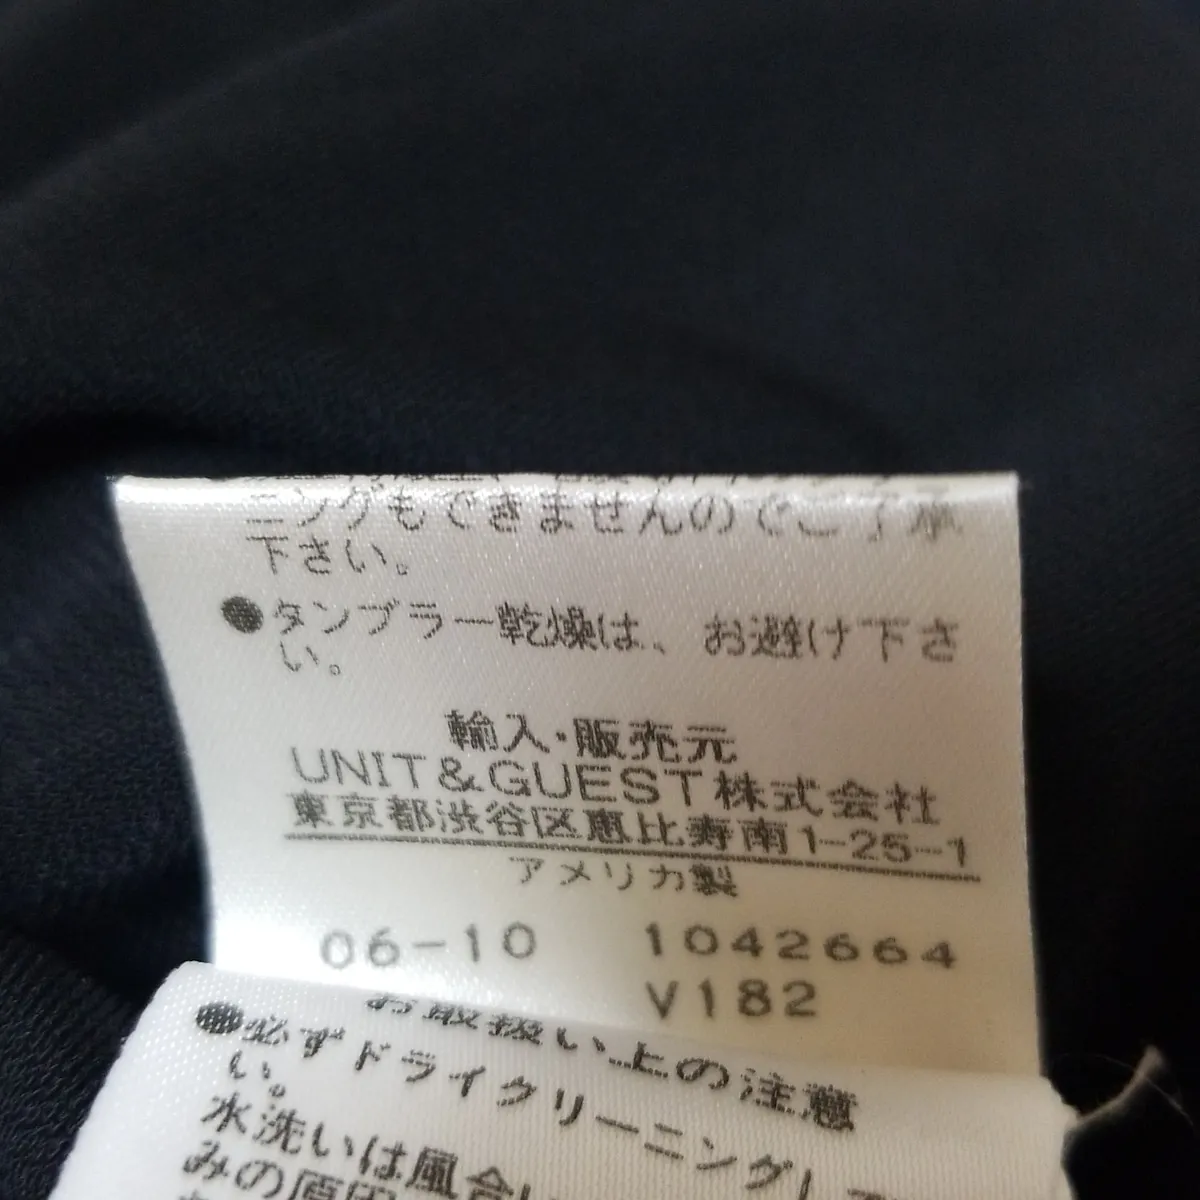 ニングもできませんのでご了承
下さい。
●タンブラー乾燥は、お避け下さ
い。
輸入・販売元
UNIT&GUEST株式会社
東京都渋谷区恵比寿南1-25-1
アメリカ製
06-10 1042664
V182
お取扱い上の注意
●必ずドライクリーニングし
い。
水洗いは風合
みの原因